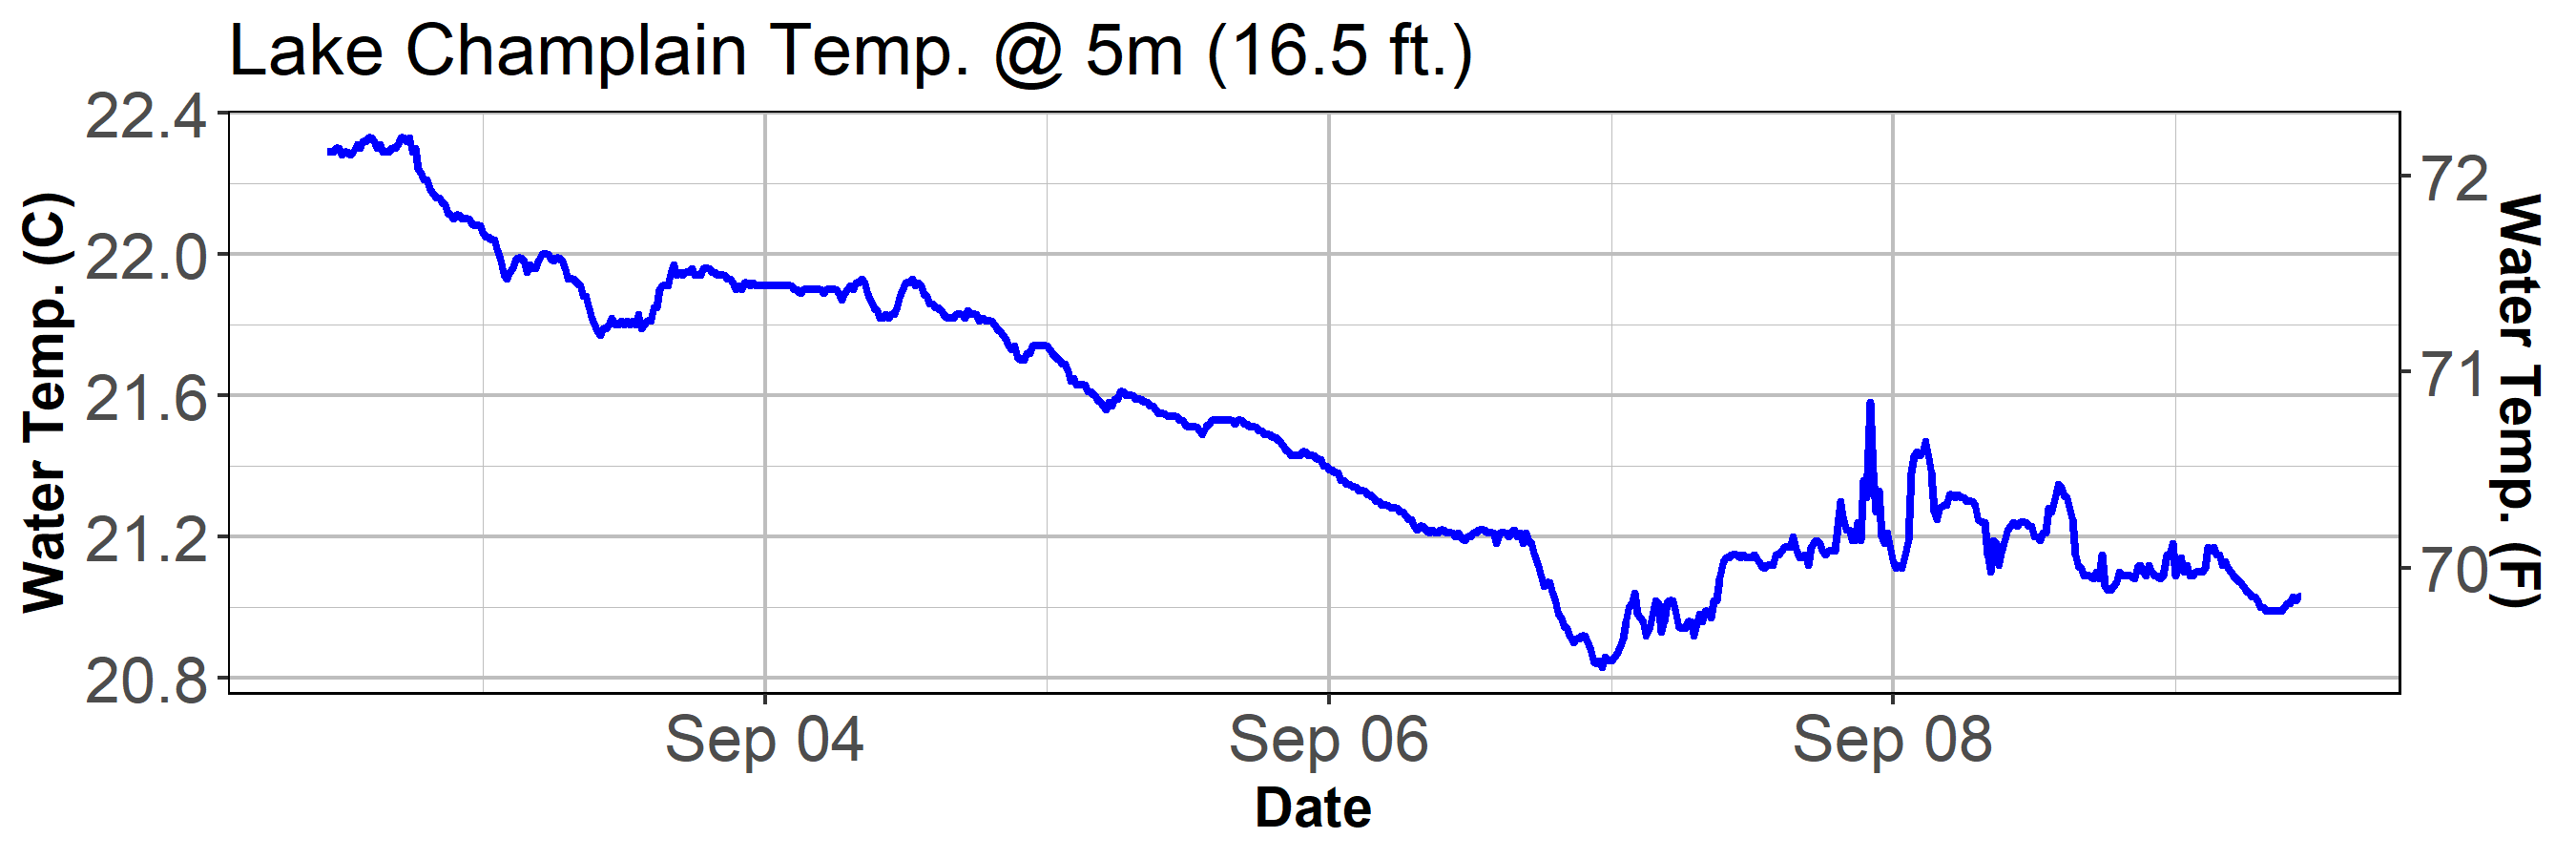 Lake Champlain Temp. @ 5m (16.5 ft.)
Water Temp. (C)
22.4
22.0
21.6
21.2
20.8
72
71
70
Water Temp. (F)
Sep 04
Sep 06
Sep 08
Date